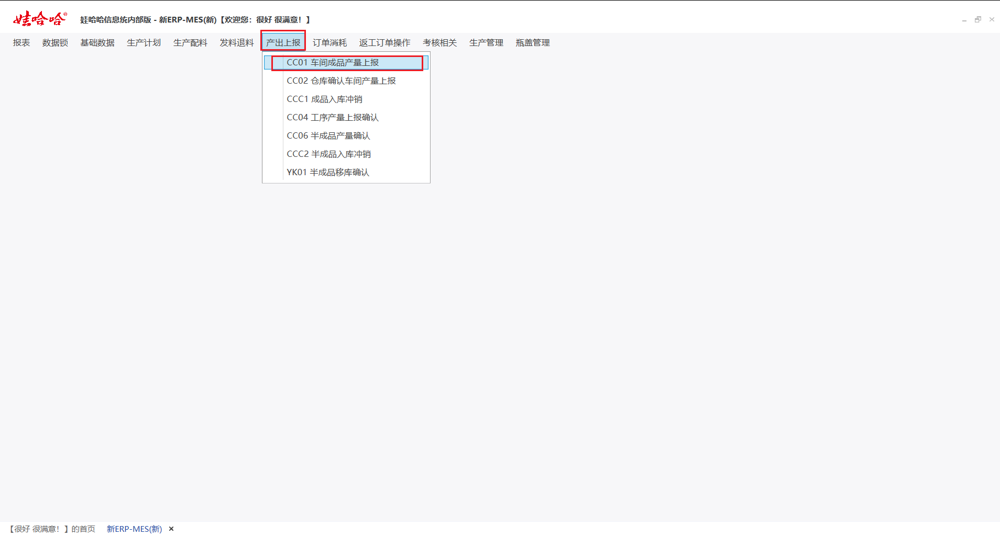 娃哈哈®
娃哈哈信息统内部版 - 新ERP-MES(新)【欢迎您：很好 很满意！】
报表 数据锁 基础数据 生产计划 生产配料 发料退料 产出上报 订单消耗 返工订单操作 考核相关 生产管理 瓶盖管理
CC01 车间成品产量上报
CC02 仓库确认车间产量上报
CCC1 成品入库冲销
CC04 工序产量上报确认
CC06 半成品产量确认
CCC2 半成品入库冲销
YK01 半成品移库确认
【很好 很满意！】的首页 新ERP-MES(新)